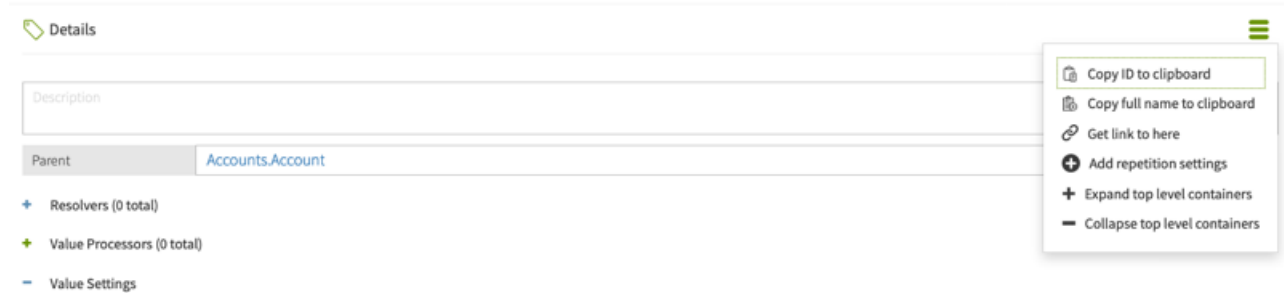 Details
Copy ID to clipboard
Description
Copy full name to clipboard
Get link to here
Parent Accounts.Account
Add repetition settings
Expand top level containers
Resolvers (0 total)
Collapse top level containers
Value Processors (0 total)
Value Settings